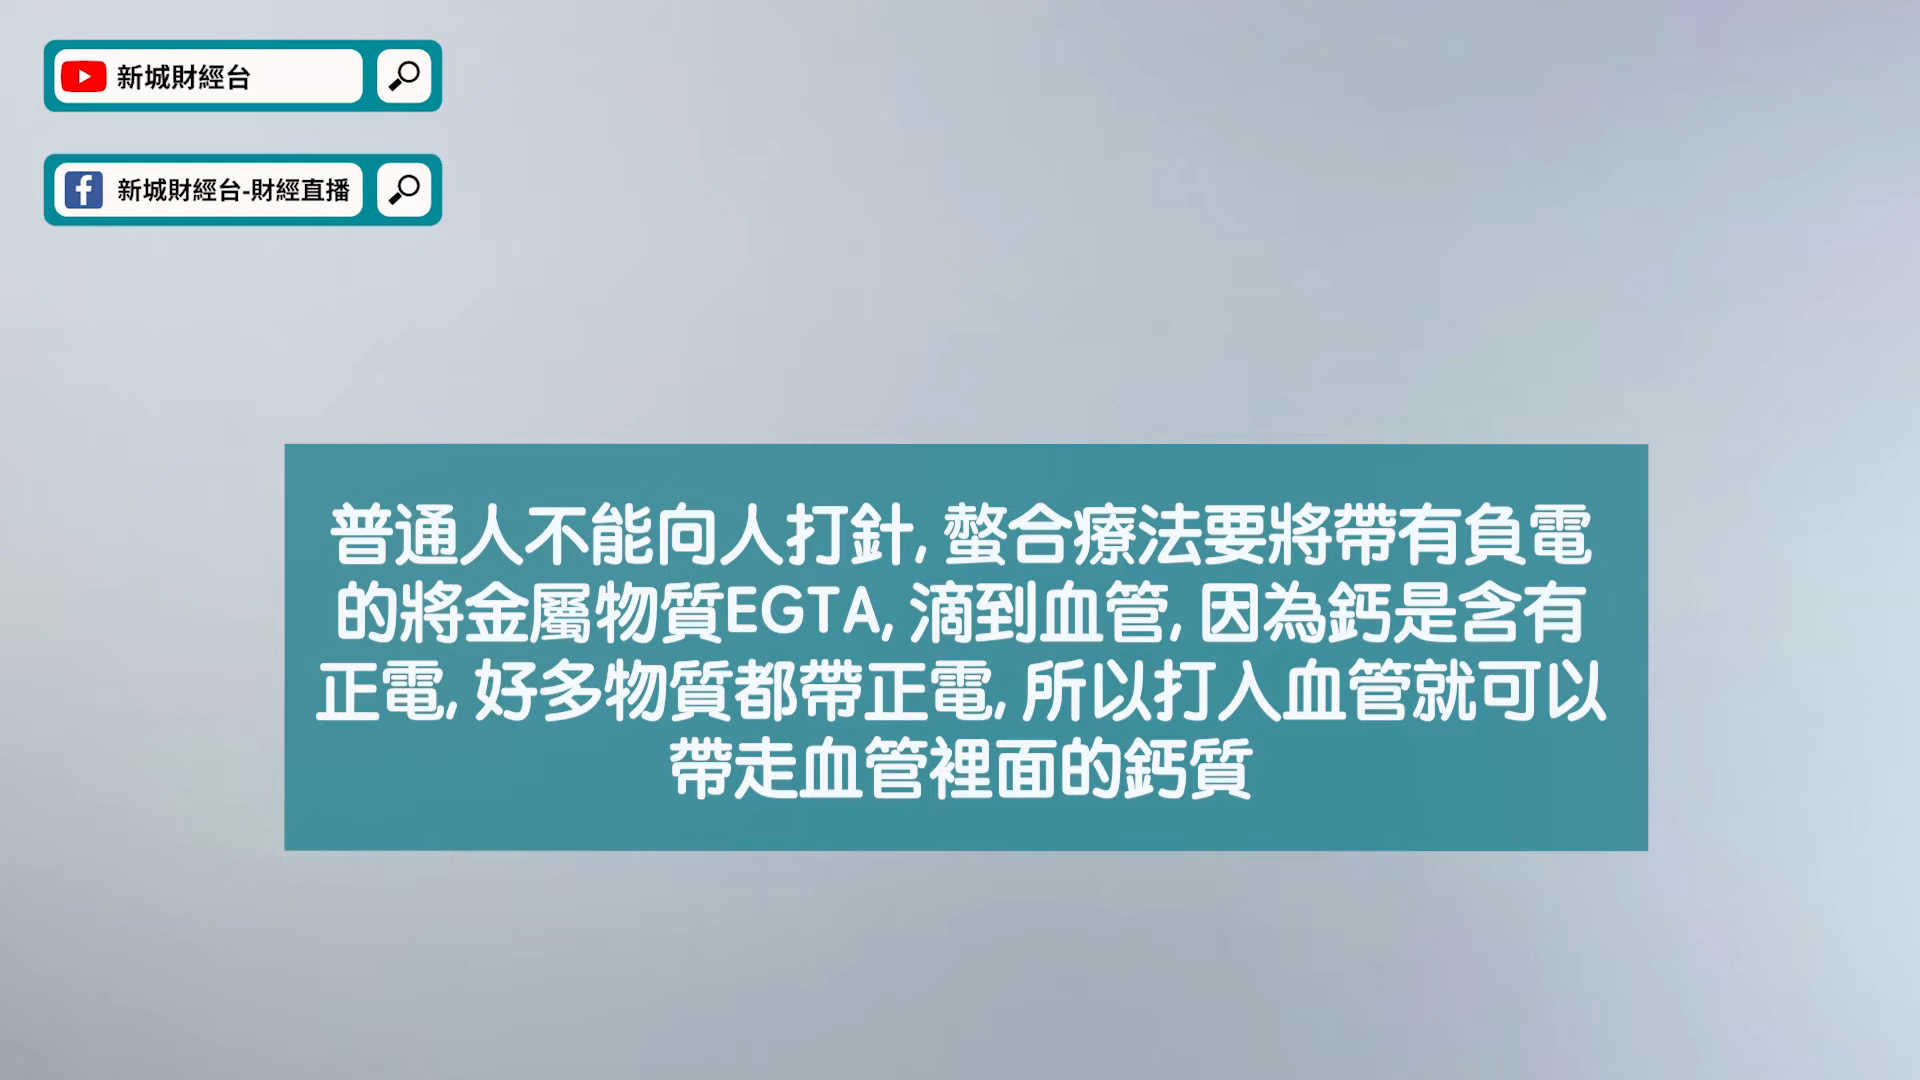 新城財經台
新城財經台-財經直播
普通人不能向人打針, 螯合療法要將帶有負電
的將金屬物質EGTA, 滴到血管, 因為鈣是含有
正電, 好多物質都帶正電, 所以打入血管就可以
帶走血管裡面的鈣質